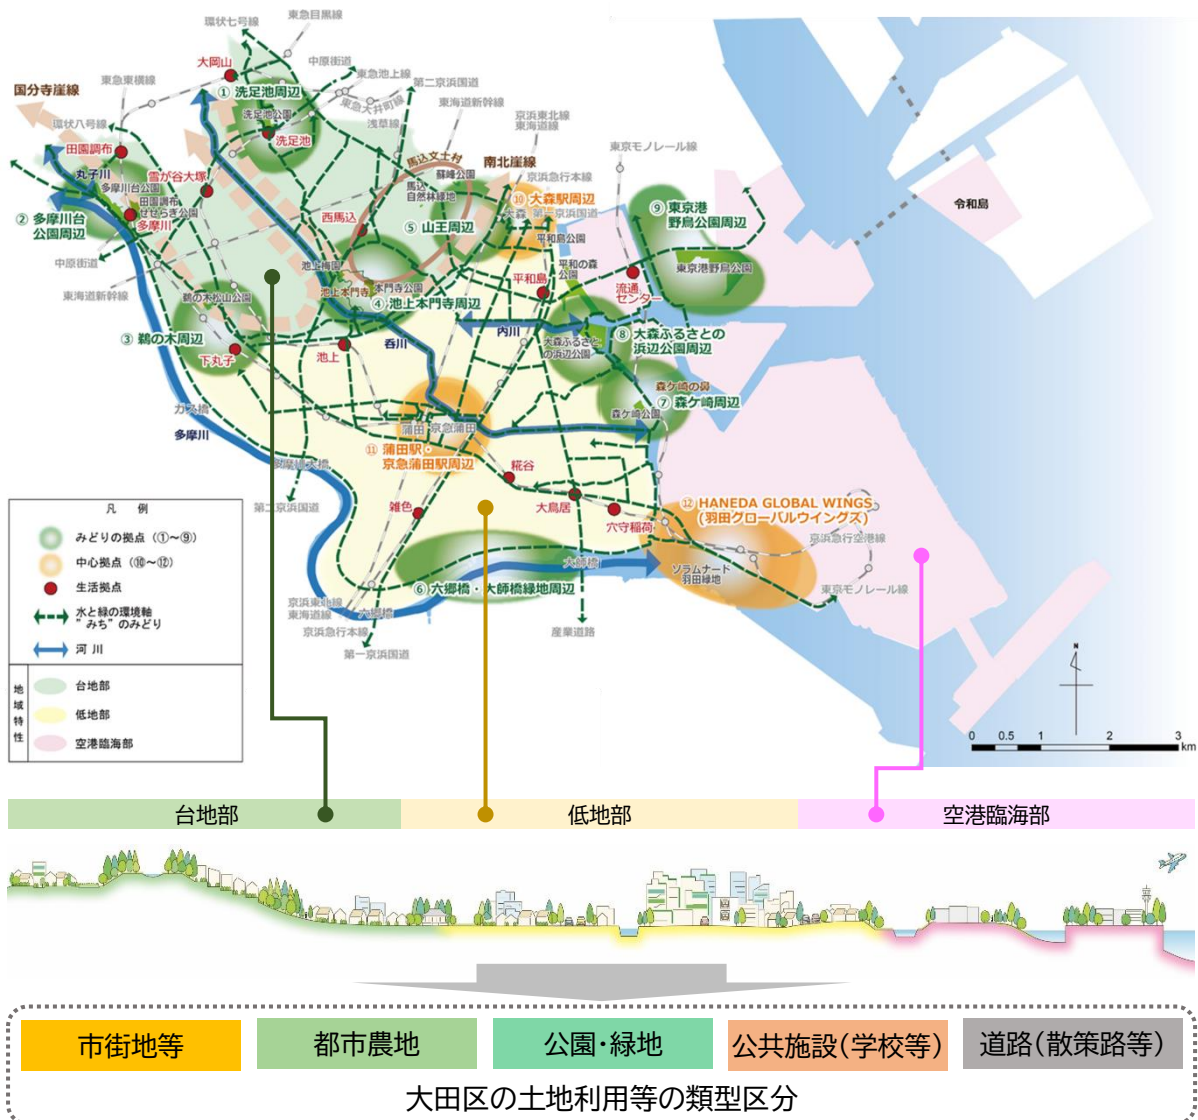 環状七号線
東急目黒線
大岡山
中原街道
東急東横線
東急池上線
第二京浜国道
国分寺崖線
① 洗足池周辺
東急大井町線
東海道新幹線
京浜東北線
東海道線
環状八号線
洗足池公園
浅草線
洗足池
馬込文士村
南北崖線
東京モノレール線
田園調布
蘇峰公園
京浜急行本線
丸子川
雪が谷大塚
馬込
自然林緑地
⑩ 大森駅周辺
令和島
多摩川台公園
大森
第一京浜国道
⑨ 東京港
野鳥公園周辺
田園調布
せせらぎ公園
② 多摩川台
公園周辺
多摩川
西馬込
⑤ 山王周辺
平和島公園
中原街道
池上梅園
平和の森
公園
東京港野鳥公園
東海道新幹線
平和島
流通
センター
鵜の木松山公園
池上本門寺
本門寺公園
④ 池上本門寺周辺
③ 鵜の木周辺
呑川
内川
⑧ 大森ふるさとの
浜辺公園周辺
下丸子
池上
大森ふるさと
の浜辺公園
森ケ崎の鼻
ガス橋
森ケ崎公園
⑦ 森ケ崎周辺
多摩川
蒲田
京急蒲田
⑪ 蒲田駅・
京急蒲田駅周辺
多摩川大橋
糀谷
第二京浜国道
雑色
大鳥居
穴守稲荷
⑫ HANEDA GLOBAL WINGS
(羽田グローバルウイングズ)
京浜急行空港線
大師橋
ソラムナード
羽田緑地
⑥ 六郷橋・大師橋緑地周辺
東京モノレール線
京浜東北線
東海道線
六郷橋
京浜急行本線
産業道路
第一京浜国道
凡 例
みどりの拠点(①~⑨)
中心拠点(⑩~⑫)
生活拠点
水と緑の環境軸
"みち"のみどり
河 川
地域特性
台地部
低地部
空港臨海部
N
0 0.5 1 2 3
km
台地部 低地部 空港臨海部
市街地等 都市農地 公園・緑地 公共施設(学校等) 道路(散策路等)
大田区の土地利用等の類型区分